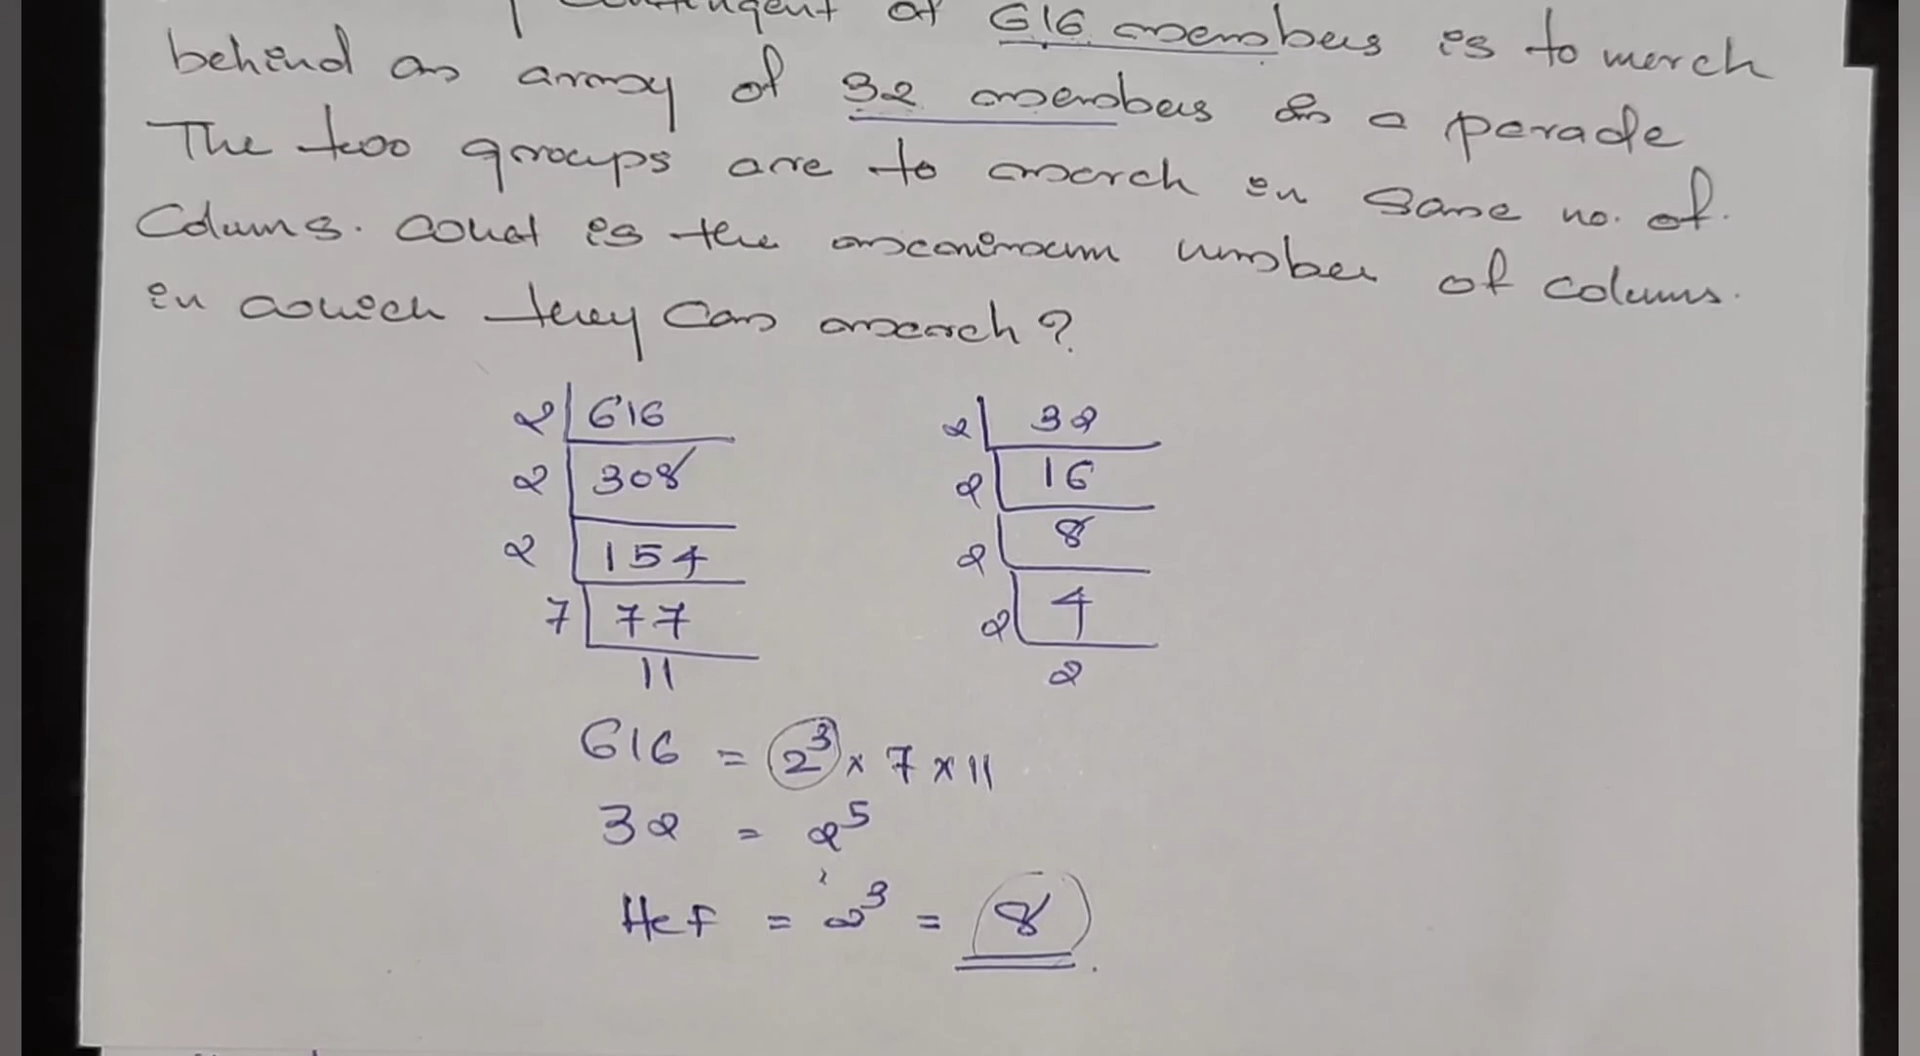 contingent of 616 members is to march
behind an army of 32 members in a parade
The two groups are to march in same no. of.
Colums. What is the maximum number of colums.
in which they can march?
2 | 616
2 | 308
2 | 154
7 | 77
11
2 | 32
2 | 16
2 | 8
2 | 4
2
616 = 2³ x 7 x 11
32 = 2⁵
HCF = 2³ = 8